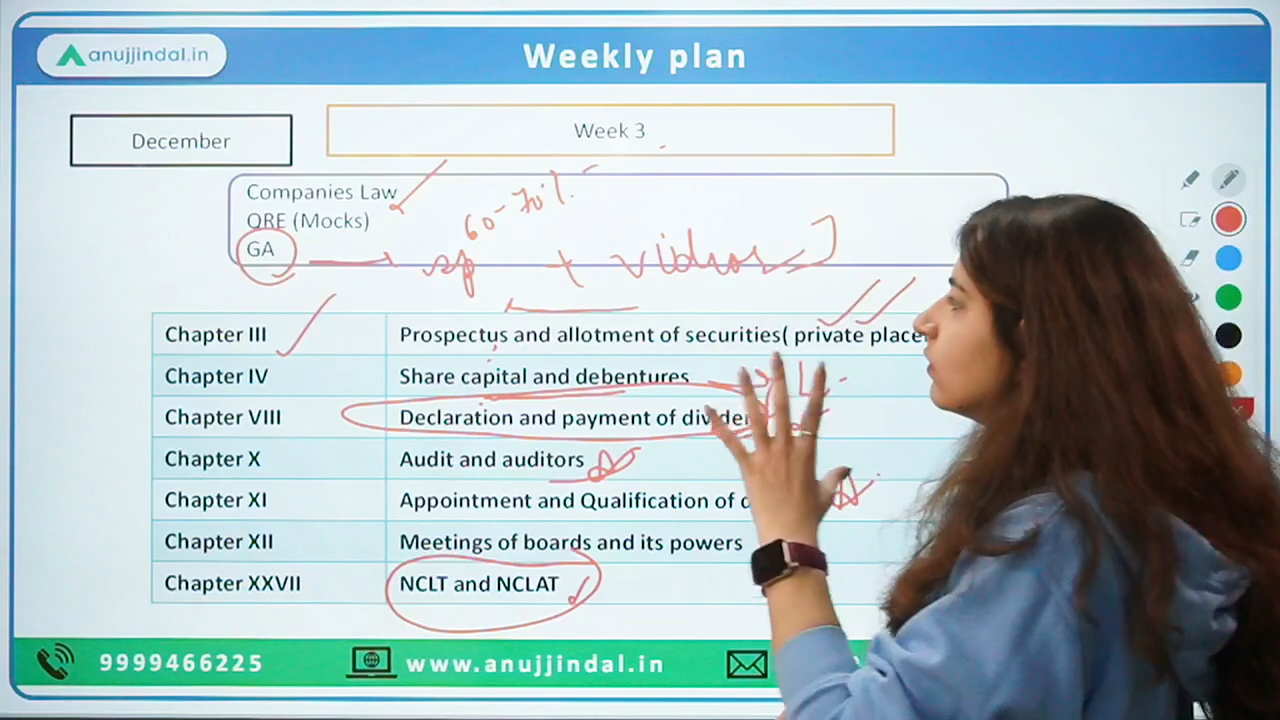 anujjindal.in
Weekly plan
December
Week 3
Companies Law
QRE (Mocks)
GA
60-70%
+ videos
Chapter III Prospectus and allotment of securities( private place
Chapter IV Share capital and debentures
Chapter VIII Declaration and payment of divide
Chapter X Audit and auditors
Chapter XI Appointment and Qualification of d
Chapter XII Meetings of boards and its powers
Chapter XXVII NCLT and NCLAT
9999466225
www.anujjindal.in